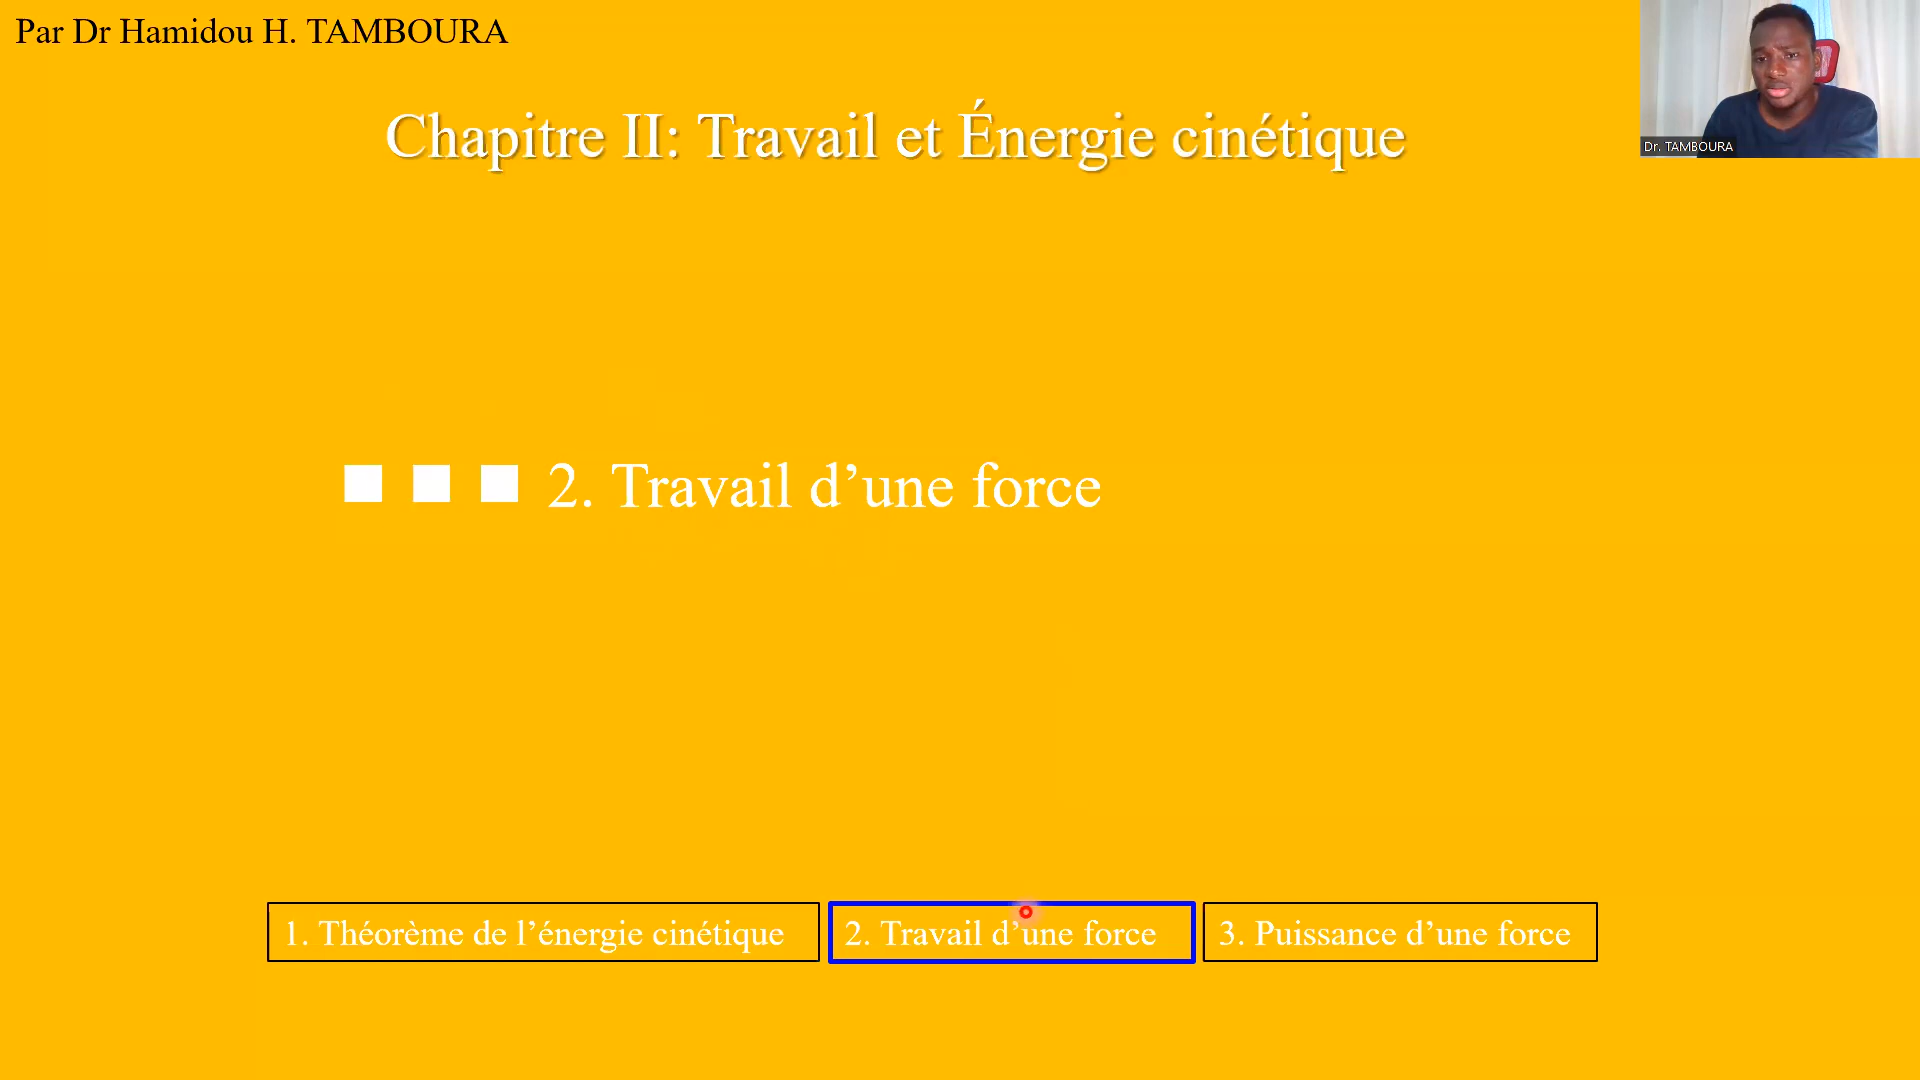 Par Dr Hamidou H. TAMBOURA
Chapitre II: Travail et Énergie cinétique
Dr. TAMBOURA
2. Travail d’une force
1. Théorème de l’énergie cinétique
2. Travail d’une force
3. Puissance d’une force